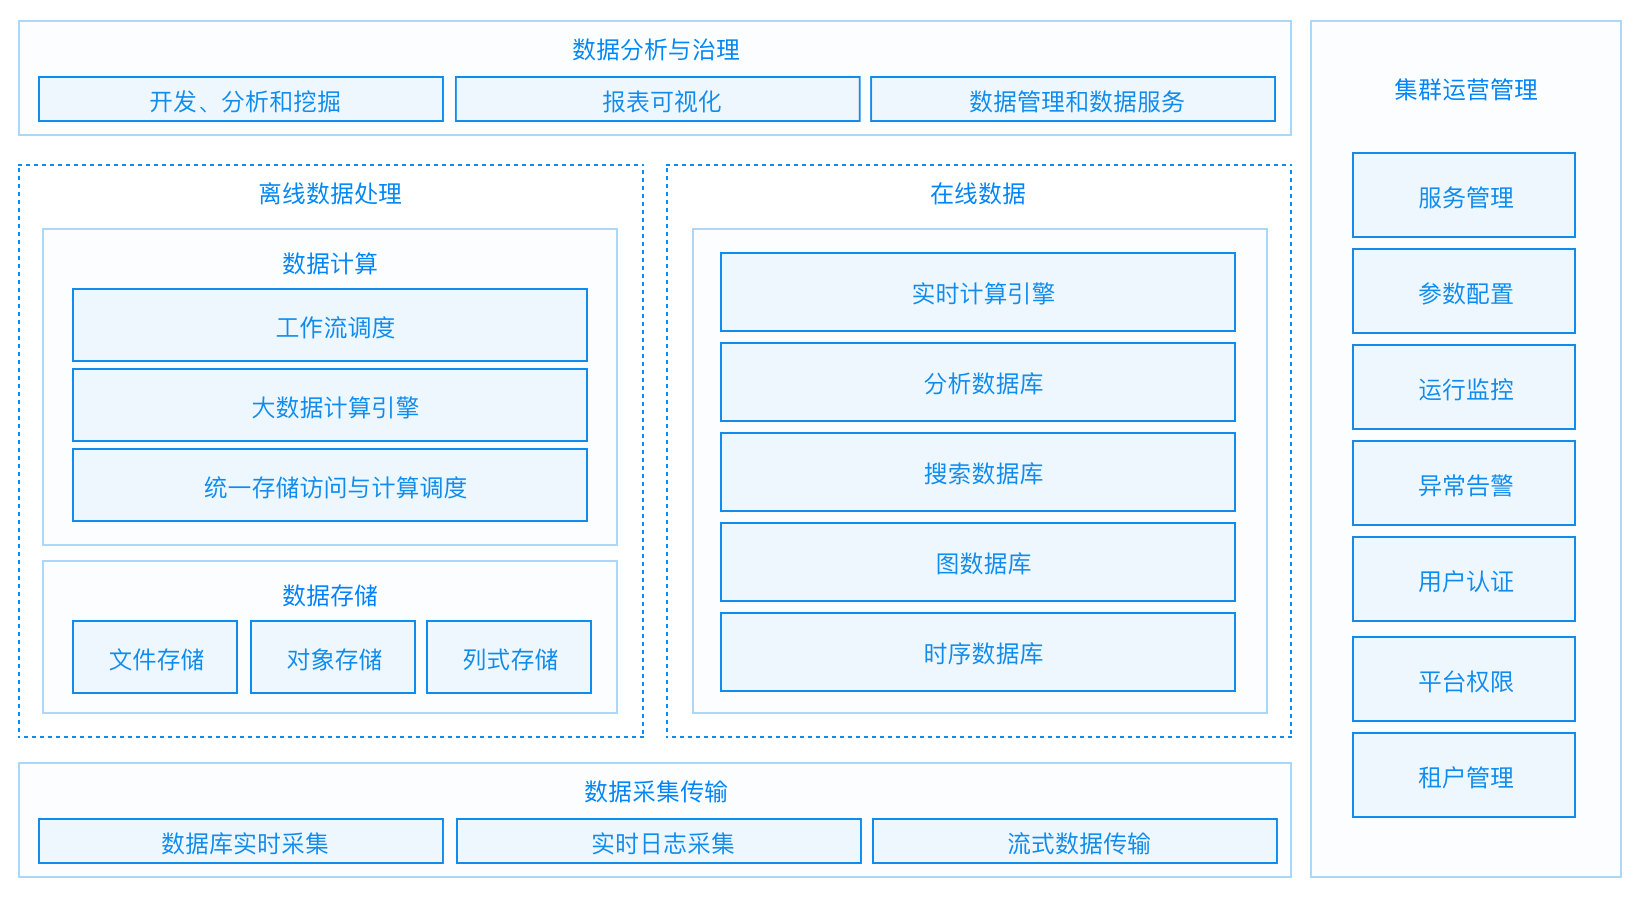 数据分析与治理
开发、分析和挖掘
报表可视化
数据管理和数据服务
离线数据处理
数据计算
工作流调度
大数据计算引擎
统一存储访问与计算调度
数据存储
文件存储
对象存储
列式存储
在线数据
实时计算引擎
分析数据库
搜索数据库
图数据库
时序数据库
数据采集传输
数据库实时采集
实时日志采集
流式数据传输
集群运营管理
服务管理
参数配置
运行监控
异常告警
用户认证
平台权限
租户管理